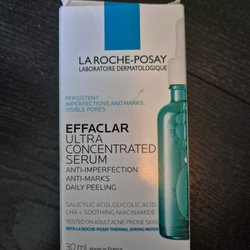 LA ROCHE-POSAY
LABORATOIRE DERMATOLOGIQUE
PERSISTENT
IMPERFECTIONS AND MARKS,
VISIBLE PORES
EFFACLAR
ULTRA
CONCENTRATED
SERUM
ANTI-IMPERFECTION
ANTI-MARKS
DAILY PEELING
SALICYLIC ACID, GLYCOLIC ACID,
LHA + SOOTHING NIACINAMIDE
TESTED ON ADULT ACNE-PRONE SKIN
WITH LA ROCHE-POSAY THERMAL SPRING WATER
30 ml Made in France